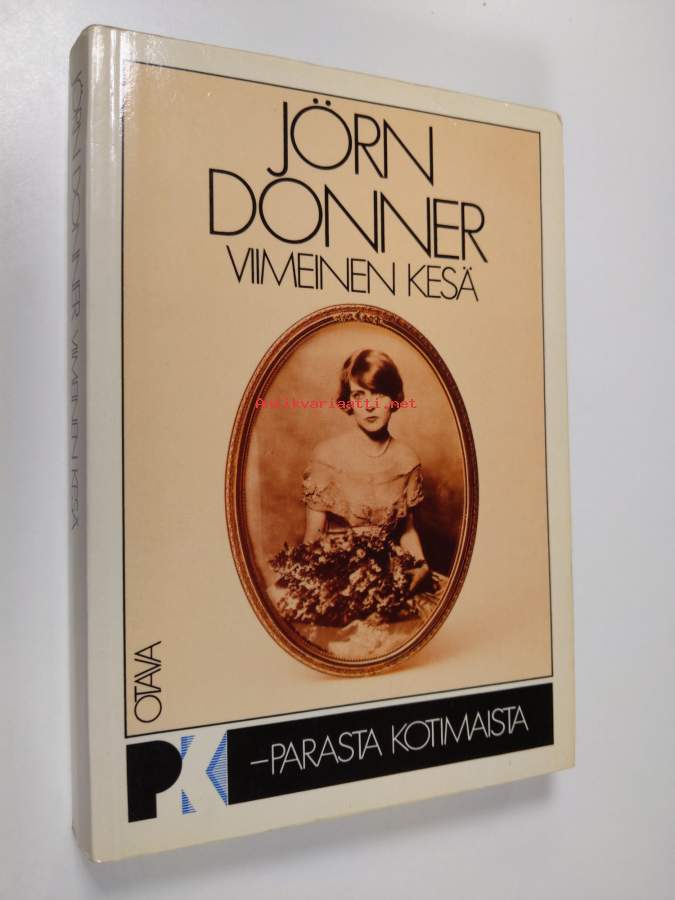 JÖRN
DONNER
VIIMEINEN KESÄ
Antikvariaatti.net
OTAVA
PK
–PARASTA KOTIMAISTA
JÖRN DONNER VIIMEINEN KESÄ